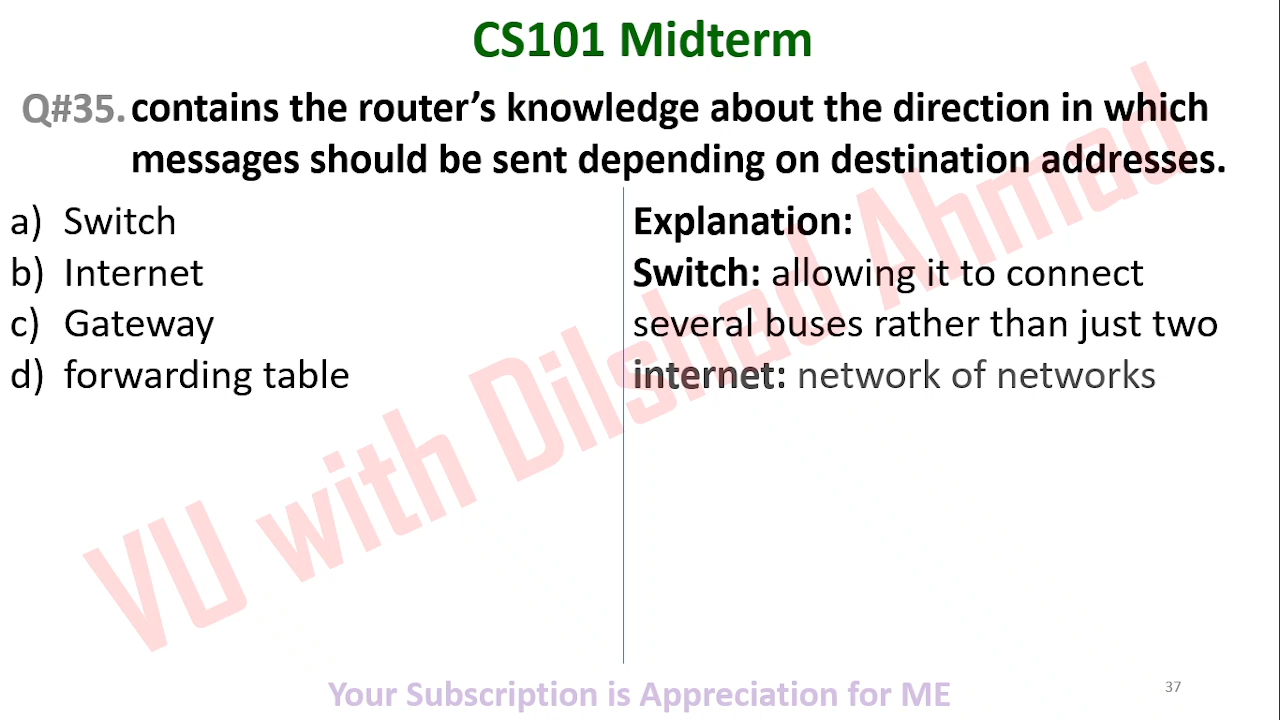 CS101 Midterm
Q#35. contains the router’s knowledge about the direction in which
messages should be sent depending on destination addresses.
a) Switch
b) Internet
c) Gateway
d) forwarding table
Explanation:
Switch: allowing it to connect
several buses rather than just two
internet: network of networks
VU with Dilshad Ahmad
Your Subscription is Appreciation for ME
37